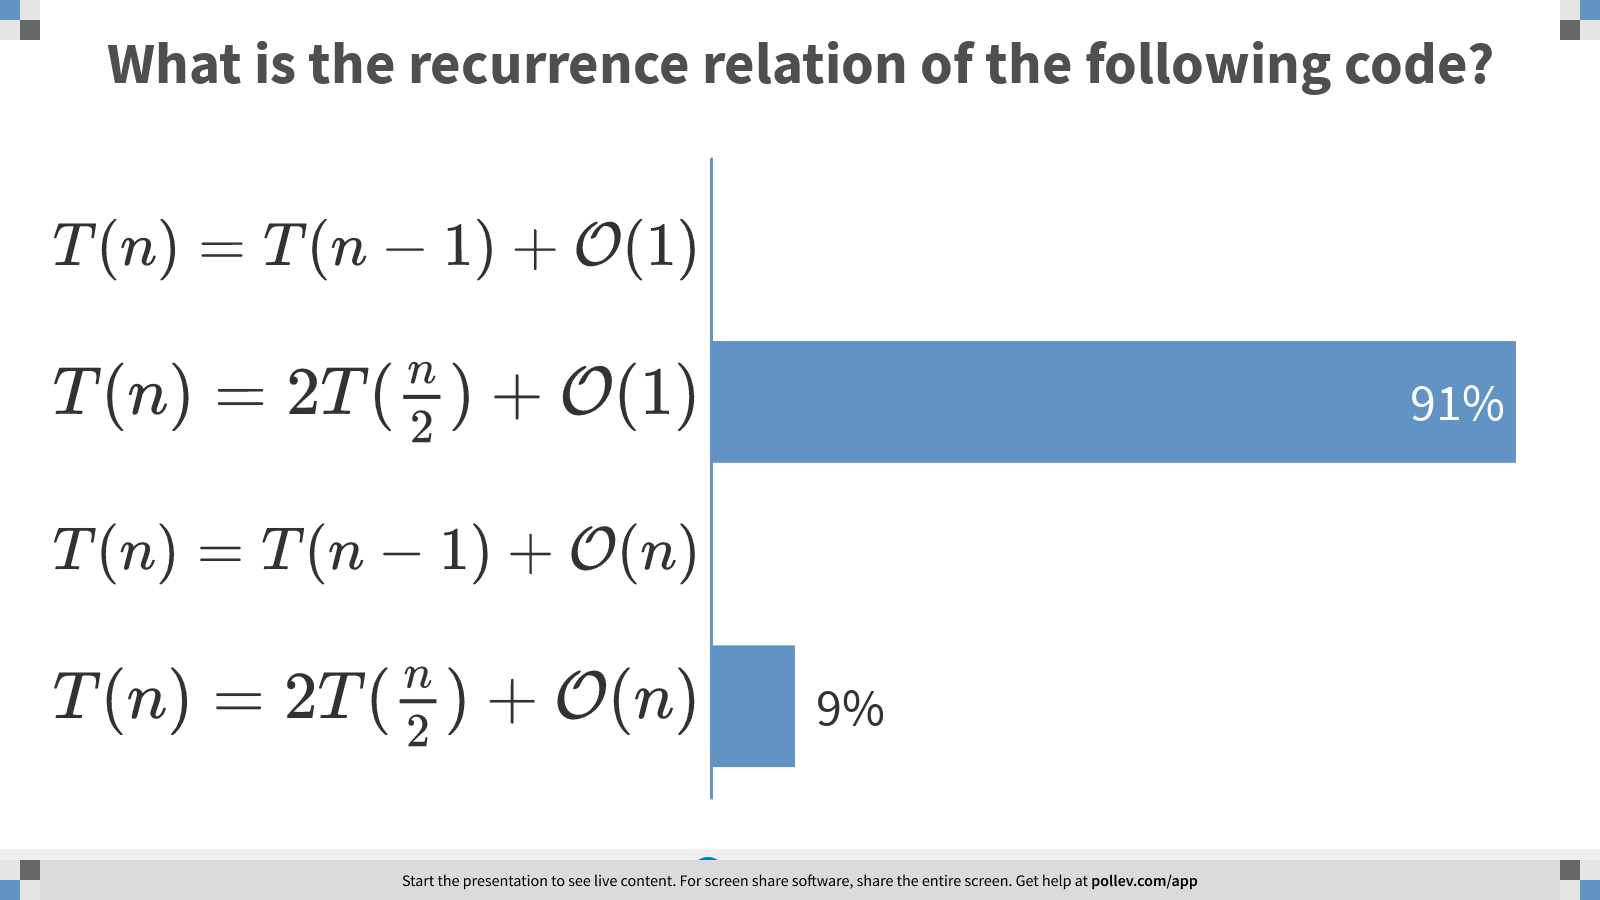 What is the recurrence relation of the following code?
T(n) = T(n − 1) + 𝒪(1)
T(n) = 2T(n/2) + 𝒪(1)
91%
T(n) = T(n − 1) + 𝒪(n)
T(n) = 2T(n/2) + 𝒪(n)
9%
Start the presentation to see live content. For screen share software, share the entire screen. Get help at pollev.com/app